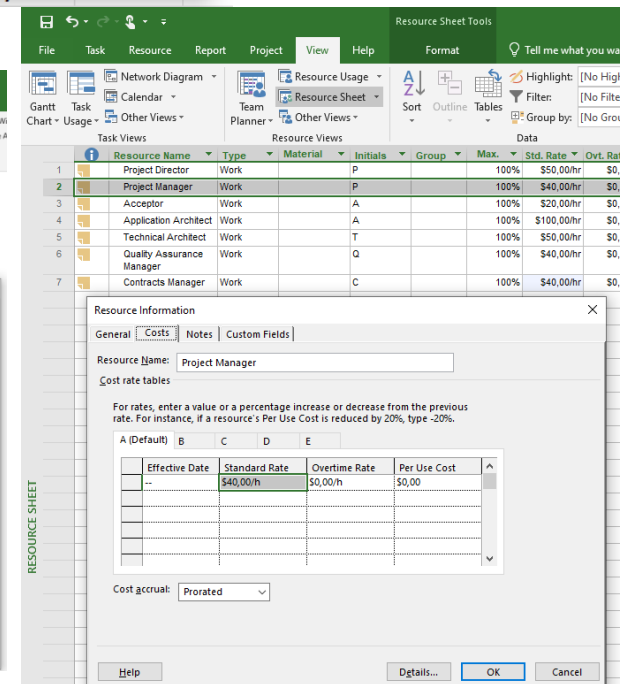 Resource Sheet Tools
File Task Resource Report Project View Help Format Tell me what you wa
Network Diagram Resource Usage Highlight: [No High
Calendar Resource Sheet Filter: [No Filte
Gantt Chart Task Usage Other Views Team Planner Other Views Sort Outline Tables Group by: [No Grou
Task Views Resource Views Data
Resource Name Type Material Initials Group Max. Std. Rate Ovt. Rat
1 Project Director Work P 100% $50,00/hr $0,
2 Project Manager Work P 100% $40,00/hr $0,
3 Acceptor Work A 100% $20,00/hr $0,
4 Application Architect Work A 100% $100,00/hr $0,
5 Technical Architect Work T 100% $50,00/hr $0,
6 Quality Assurance Work Q 100% $40,00/hr $0,
Manager
7 Contracts Manager Work C 100% $40,00/hr $0,
Resource Information
General Costs Notes Custom Fields
Resource Name: Project Manager
Cost rate tables
For rates, enter a value or a percentage increase or decrease from the previous
rate. For instance, if a resource's Per Use Cost is reduced by 20%, type -20%.
A (Default) B C D E
Effective Date Standard Rate Overtime Rate Per Use Cost
-- $40,00/h $0,00/h $0,00
Cost accrual: Prorated
Help Details... OK Cancel
RESOURCE SHEET